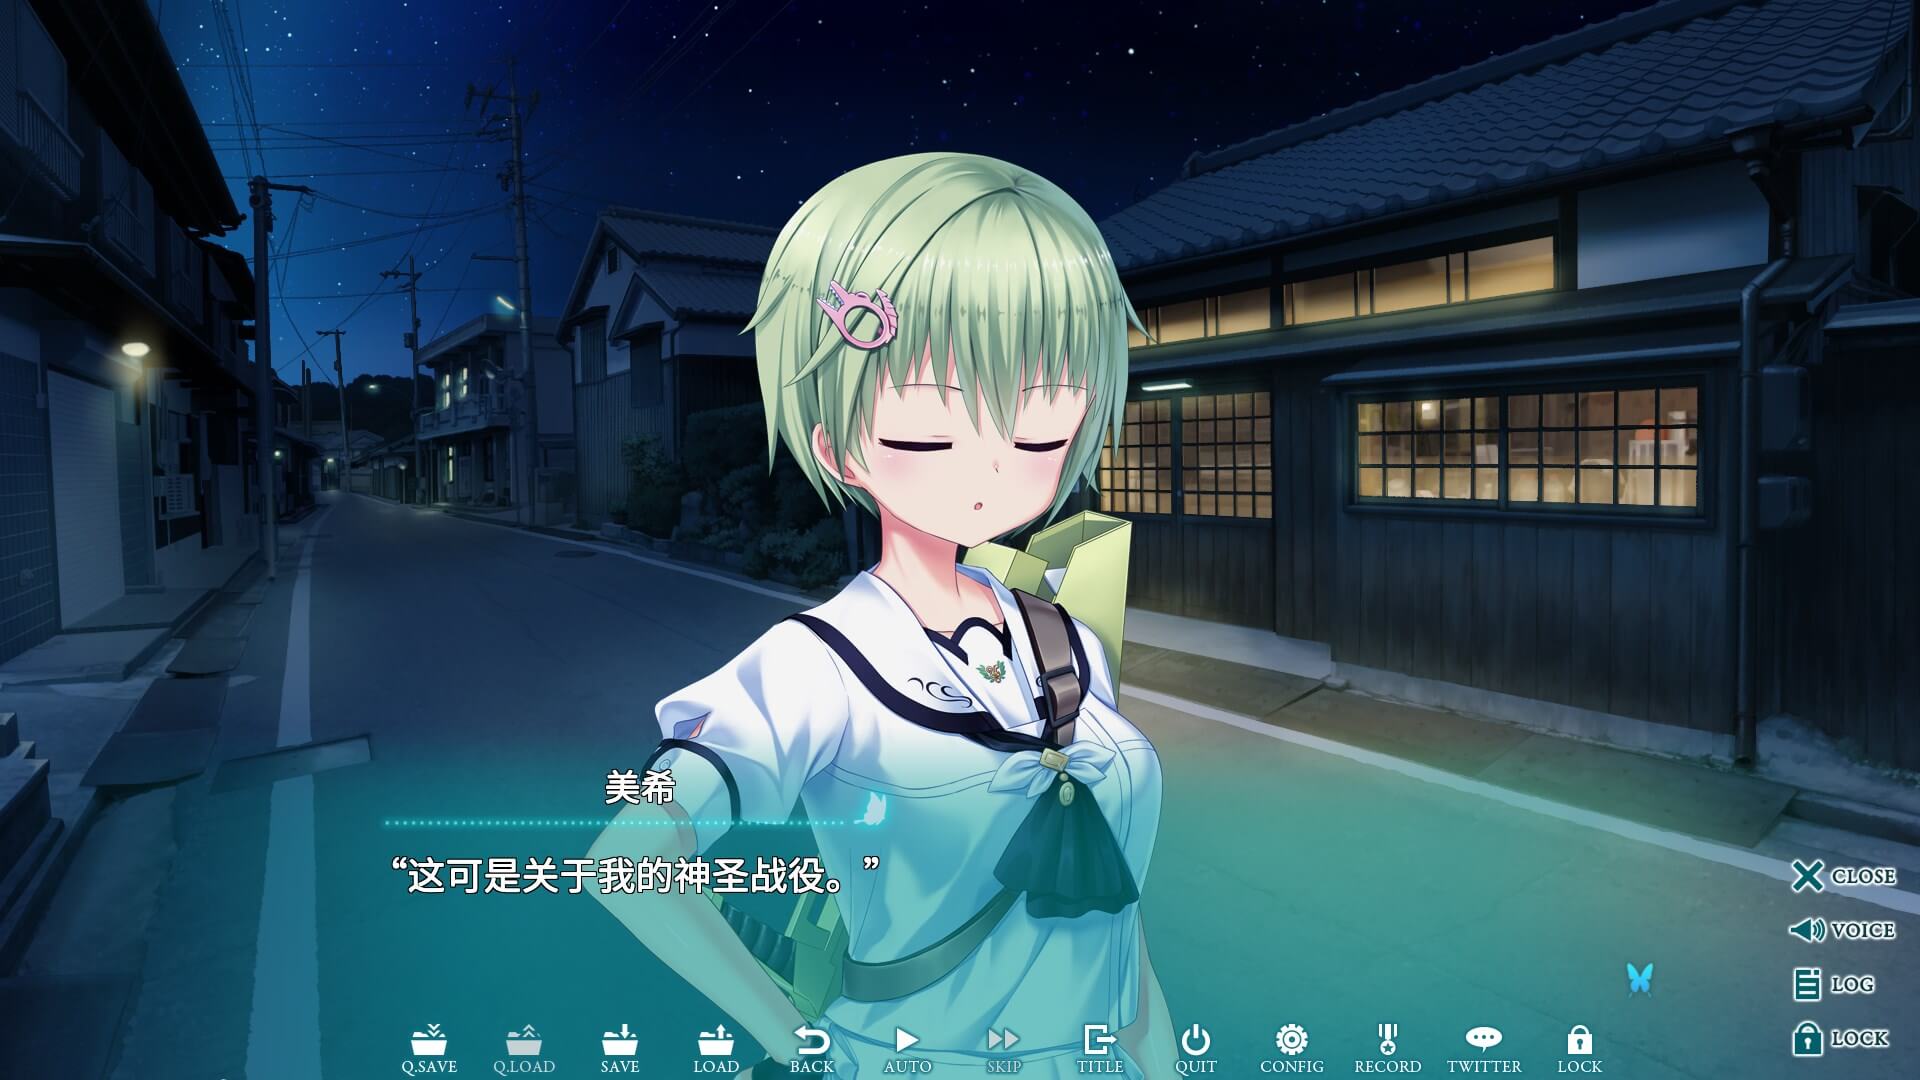 美希
“这可是关于我的神圣战役。”
CLOSE
VOICE
LOG
LOCK
Q.SAVE
Q.LOAD
SAVE
LOAD
BACK
AUTO
SKIP
TITLE
QUIT
CONFIG
RECORD
TWITTER
LOCK